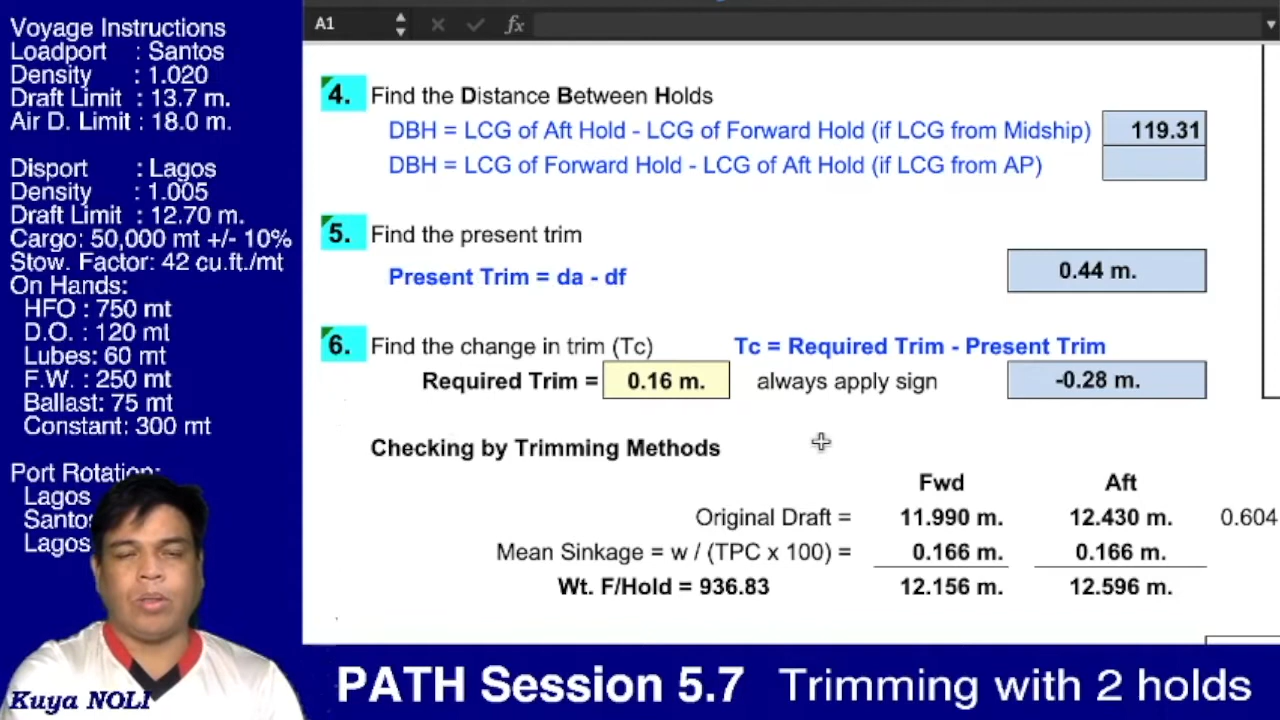 Voyage Instructions
Loadport : Santos
Density : 1.020
Draft Limit : 13.7 m.
Air D. Limit : 18.0 m.
Disport : Lagos
Density : 1.005
Draft Limit : 12.70 m.
Cargo: 50,000 mt +/- 10%
Stow. Factor: 42 cu.ft./mt
On Hands:
HFO : 750 mt
D.O. : 120 mt
Lubes: 60 mt
F.W. : 250 mt
Ballast: 75 mt
Constant: 300 mt
Port Rotation:
Lagos
Santos
Lagos
Kuya NOLI
A1 fx
4. Find the Distance Between Holds
DBH = LCG of Aft Hold - LCG of Forward Hold (if LCG from Midship) 119.31
DBH = LCG of Forward Hold - LCG of Aft Hold (if LCG from AP)
5. Find the present trim
Present Trim = da - df 0.44 m.
6. Find the change in trim (Tc) Tc = Required Trim - Present Trim
Required Trim = 0.16 m. always apply sign -0.28 m.
Checking by Trimming Methods
Fwd Aft
Original Draft = 11.990 m. 12.430 m. 0.604
Mean Sinkage = w / (TPC x 100) = 0.166 m. 0.166 m.
Wt. F/Hold = 936.83 12.156 m. 12.596 m.
PATH Session 5.7 Trimming with 2 holds